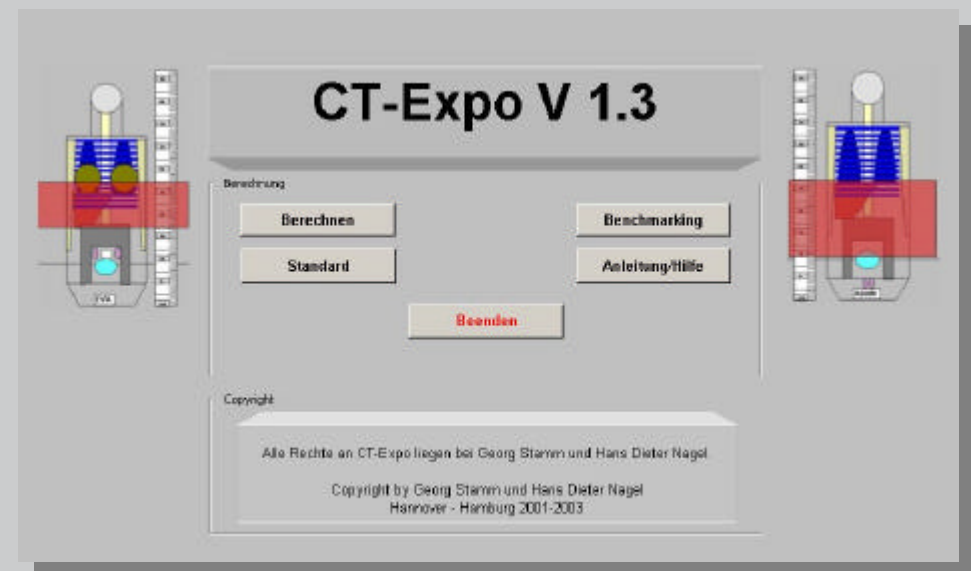 CT-Expo V 1.3
Berechnung
Berechnen
Benchmarking
Standard
Anleitung/Hilfe
Beenden
Copyright
Alle Rechte an CT-Expo liegen bei Georg Stamm und Hans Dieter Nagel
Copyright by Georg Stamm und Hans Dieter Nagel
Hannover - Hamburg 2001-2003